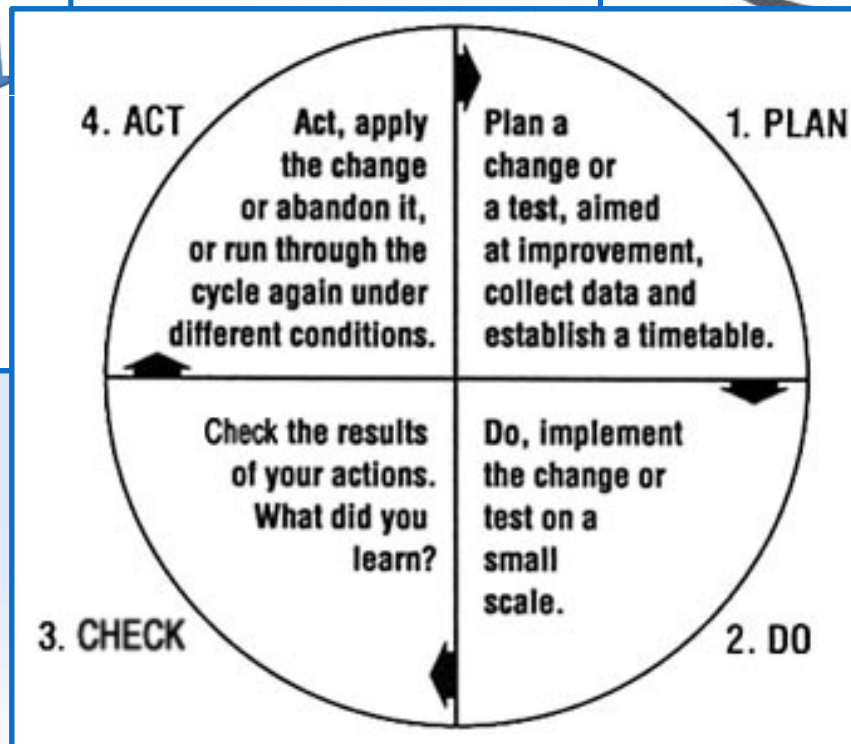 1. PLAN
Plan a
change or
a test, aimed
at improvement,
collect data and
establish a timetable.
2. DO
Do, implement
the change or
test on a
small
scale.
3. CHECK
Check the results
of your actions.
What did you
learn?
4. ACT
Act, apply
the change
or abandon it,
or run through the
cycle again under
different conditions.